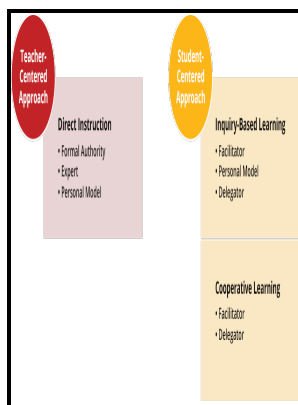 Teacher-
Centered
Approach
Direct Instruction
• Formal Authority
• Expert
• Personal Model
Student-
Centered
Approach
Inquiry-Based Learning
• Facilitator
• Personal Model
• Delegator
Cooperative Learning
• Facilitator
• Delegator